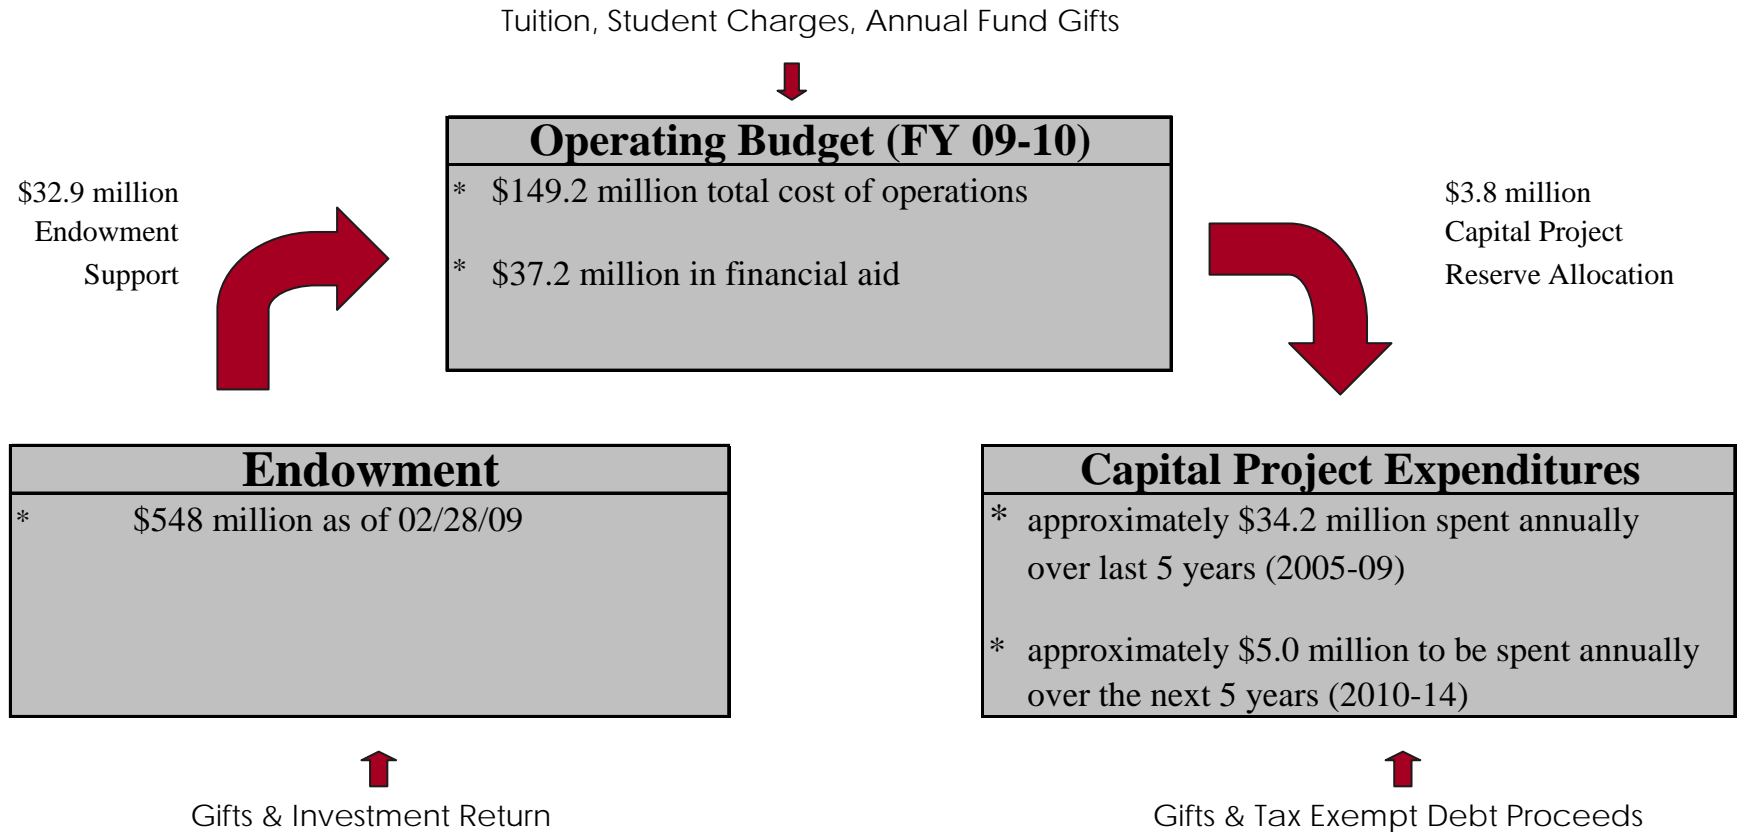 Tuition, Student Charges, Annual Fund Gifts
Operating Budget (FY 09-10)
* $149.2 million total cost of operations
* $37.2 million in financial aid
$32.9 million
Endowment
Support
$3.8 million
Capital Project
Reserve Allocation
Endowment
* $548 million as of 02/28/09
Capital Project Expenditures
* approximately $34.2 million spent annually
over last 5 years (2005-09)
* approximately $5.0 million to be spent annually
over the next 5 years (2010-14)
Gifts & Investment Return
Gifts & Tax Exempt Debt Proceeds